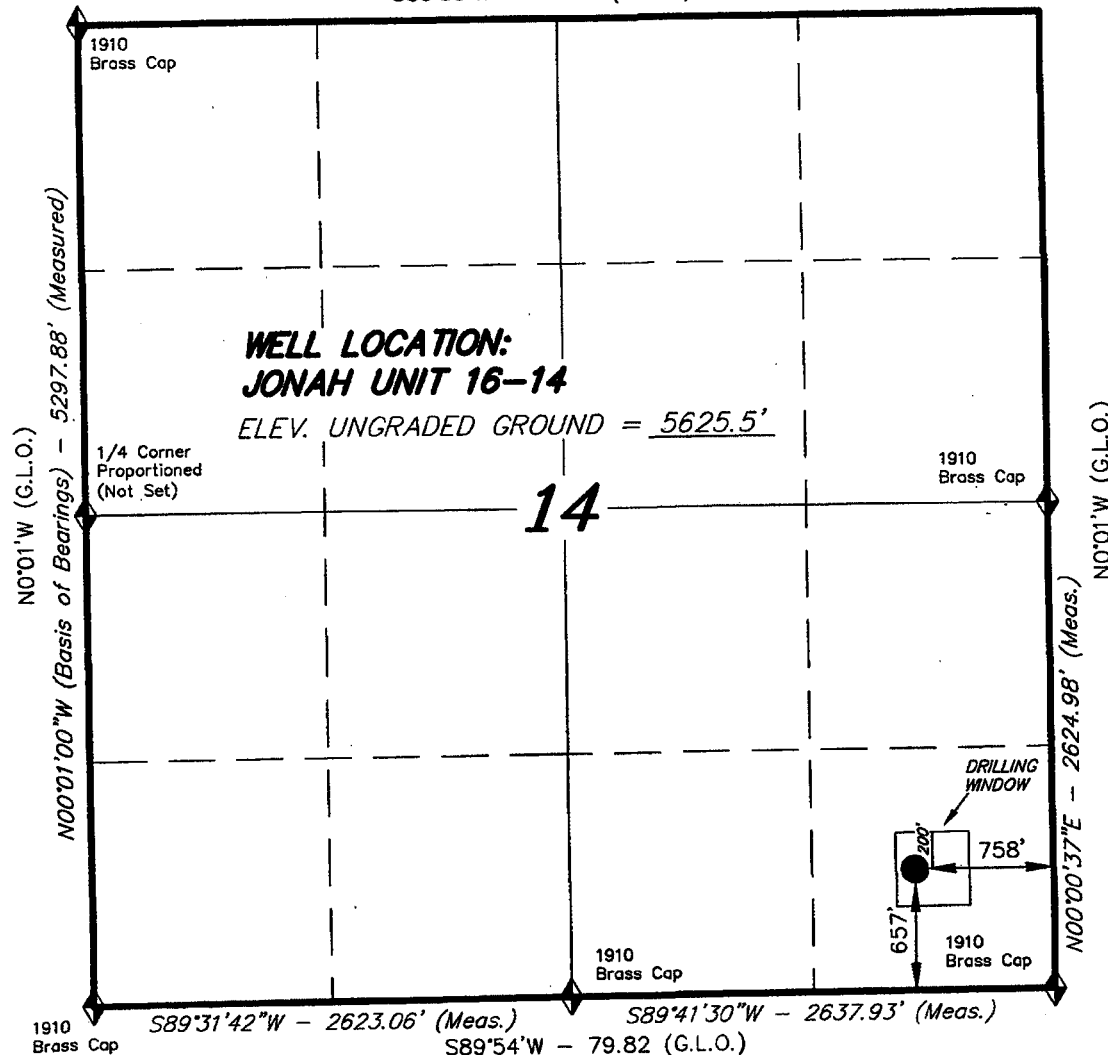 1910
Brass Cap
N00°01'00"W (Basis of Bearings) – 5297.88' (Measured)
N0°01'W (G.L.O.)
WELL LOCATION:
JONAH UNIT 16–14
ELEV. UNGRADED GROUND = 5625.5'
1/4 Corner
Proportioned
(Not Set)
14
1910
Brass Cap
N0°01'W (G.L.O.)
N00°00'37"E – 2624.98' (Meas.)
DRILLING
WINDOW
200'
758'
657'
1910
Brass Cap
1910
Brass Cap
1910
Brass Cap
S89°31'42"W – 2623.06' (Meas.)
S89°41'30"W – 2637.93' (Meas.)
S89°54'W – 79.82 (G.L.O.)